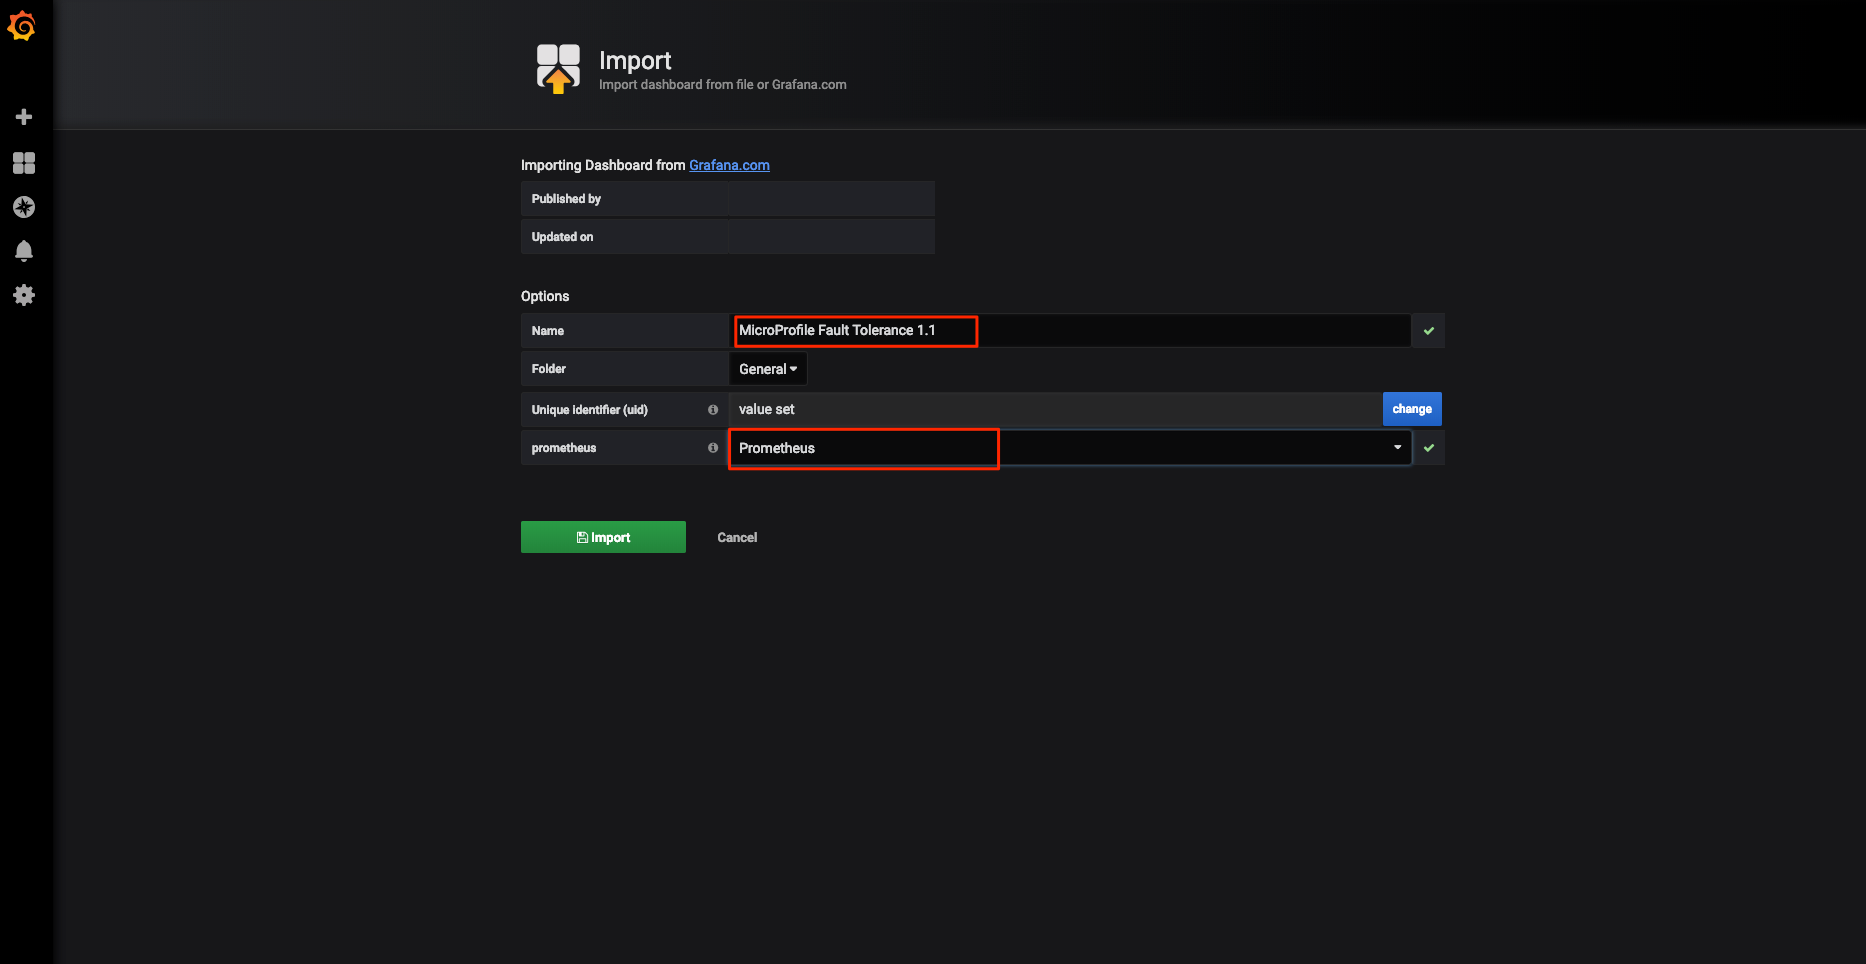 Import
Import dashboard from file or Grafana.com
Importing Dashboard from Grafana.com
Published by
Updated on
Options
Name MicroProfile Fault Tolerance 1.1
Folder General
Unique identifier (uid) value set change
prometheus Prometheus
Import Cancel